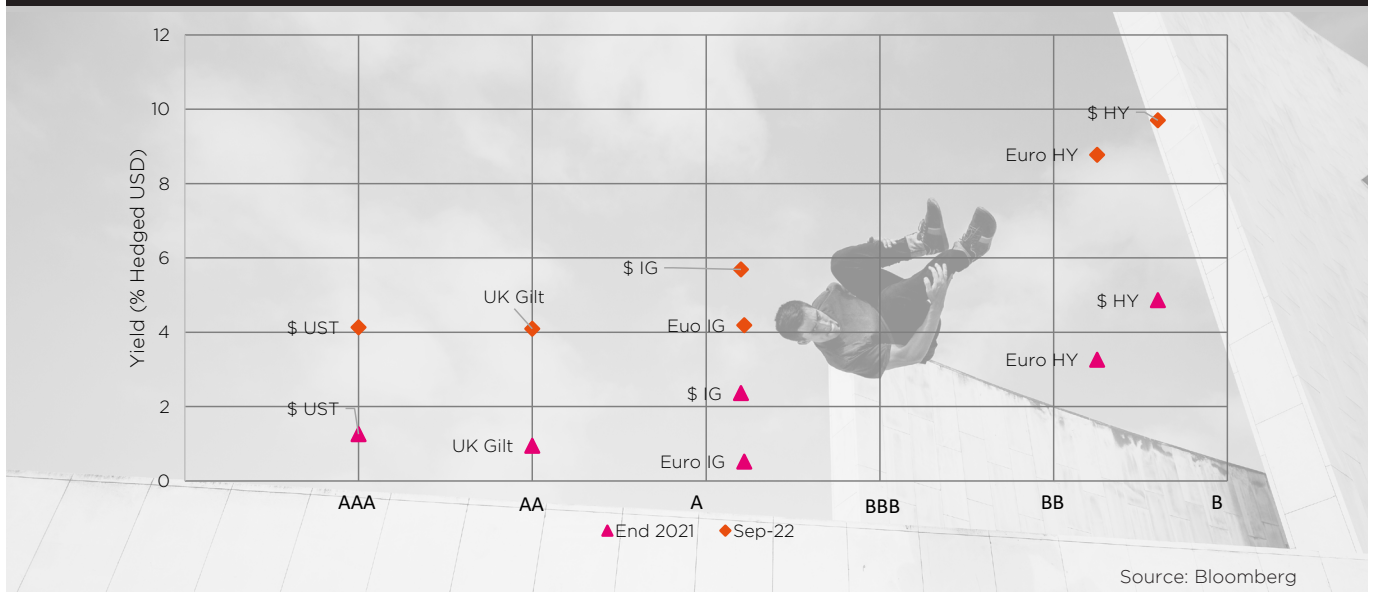 12
10
8
6
4
2
0
Yield (% Hedged USD)
$ HY
Euro HY
$ IG
UK Gilt
$ UST
Euo IG
$ HY
Euro HY
$ IG
$ UST
UK Gilt
Euro IG
AAA
AA
A
BBB
BB
B
End 2021
Sep-22
Source: Bloomberg